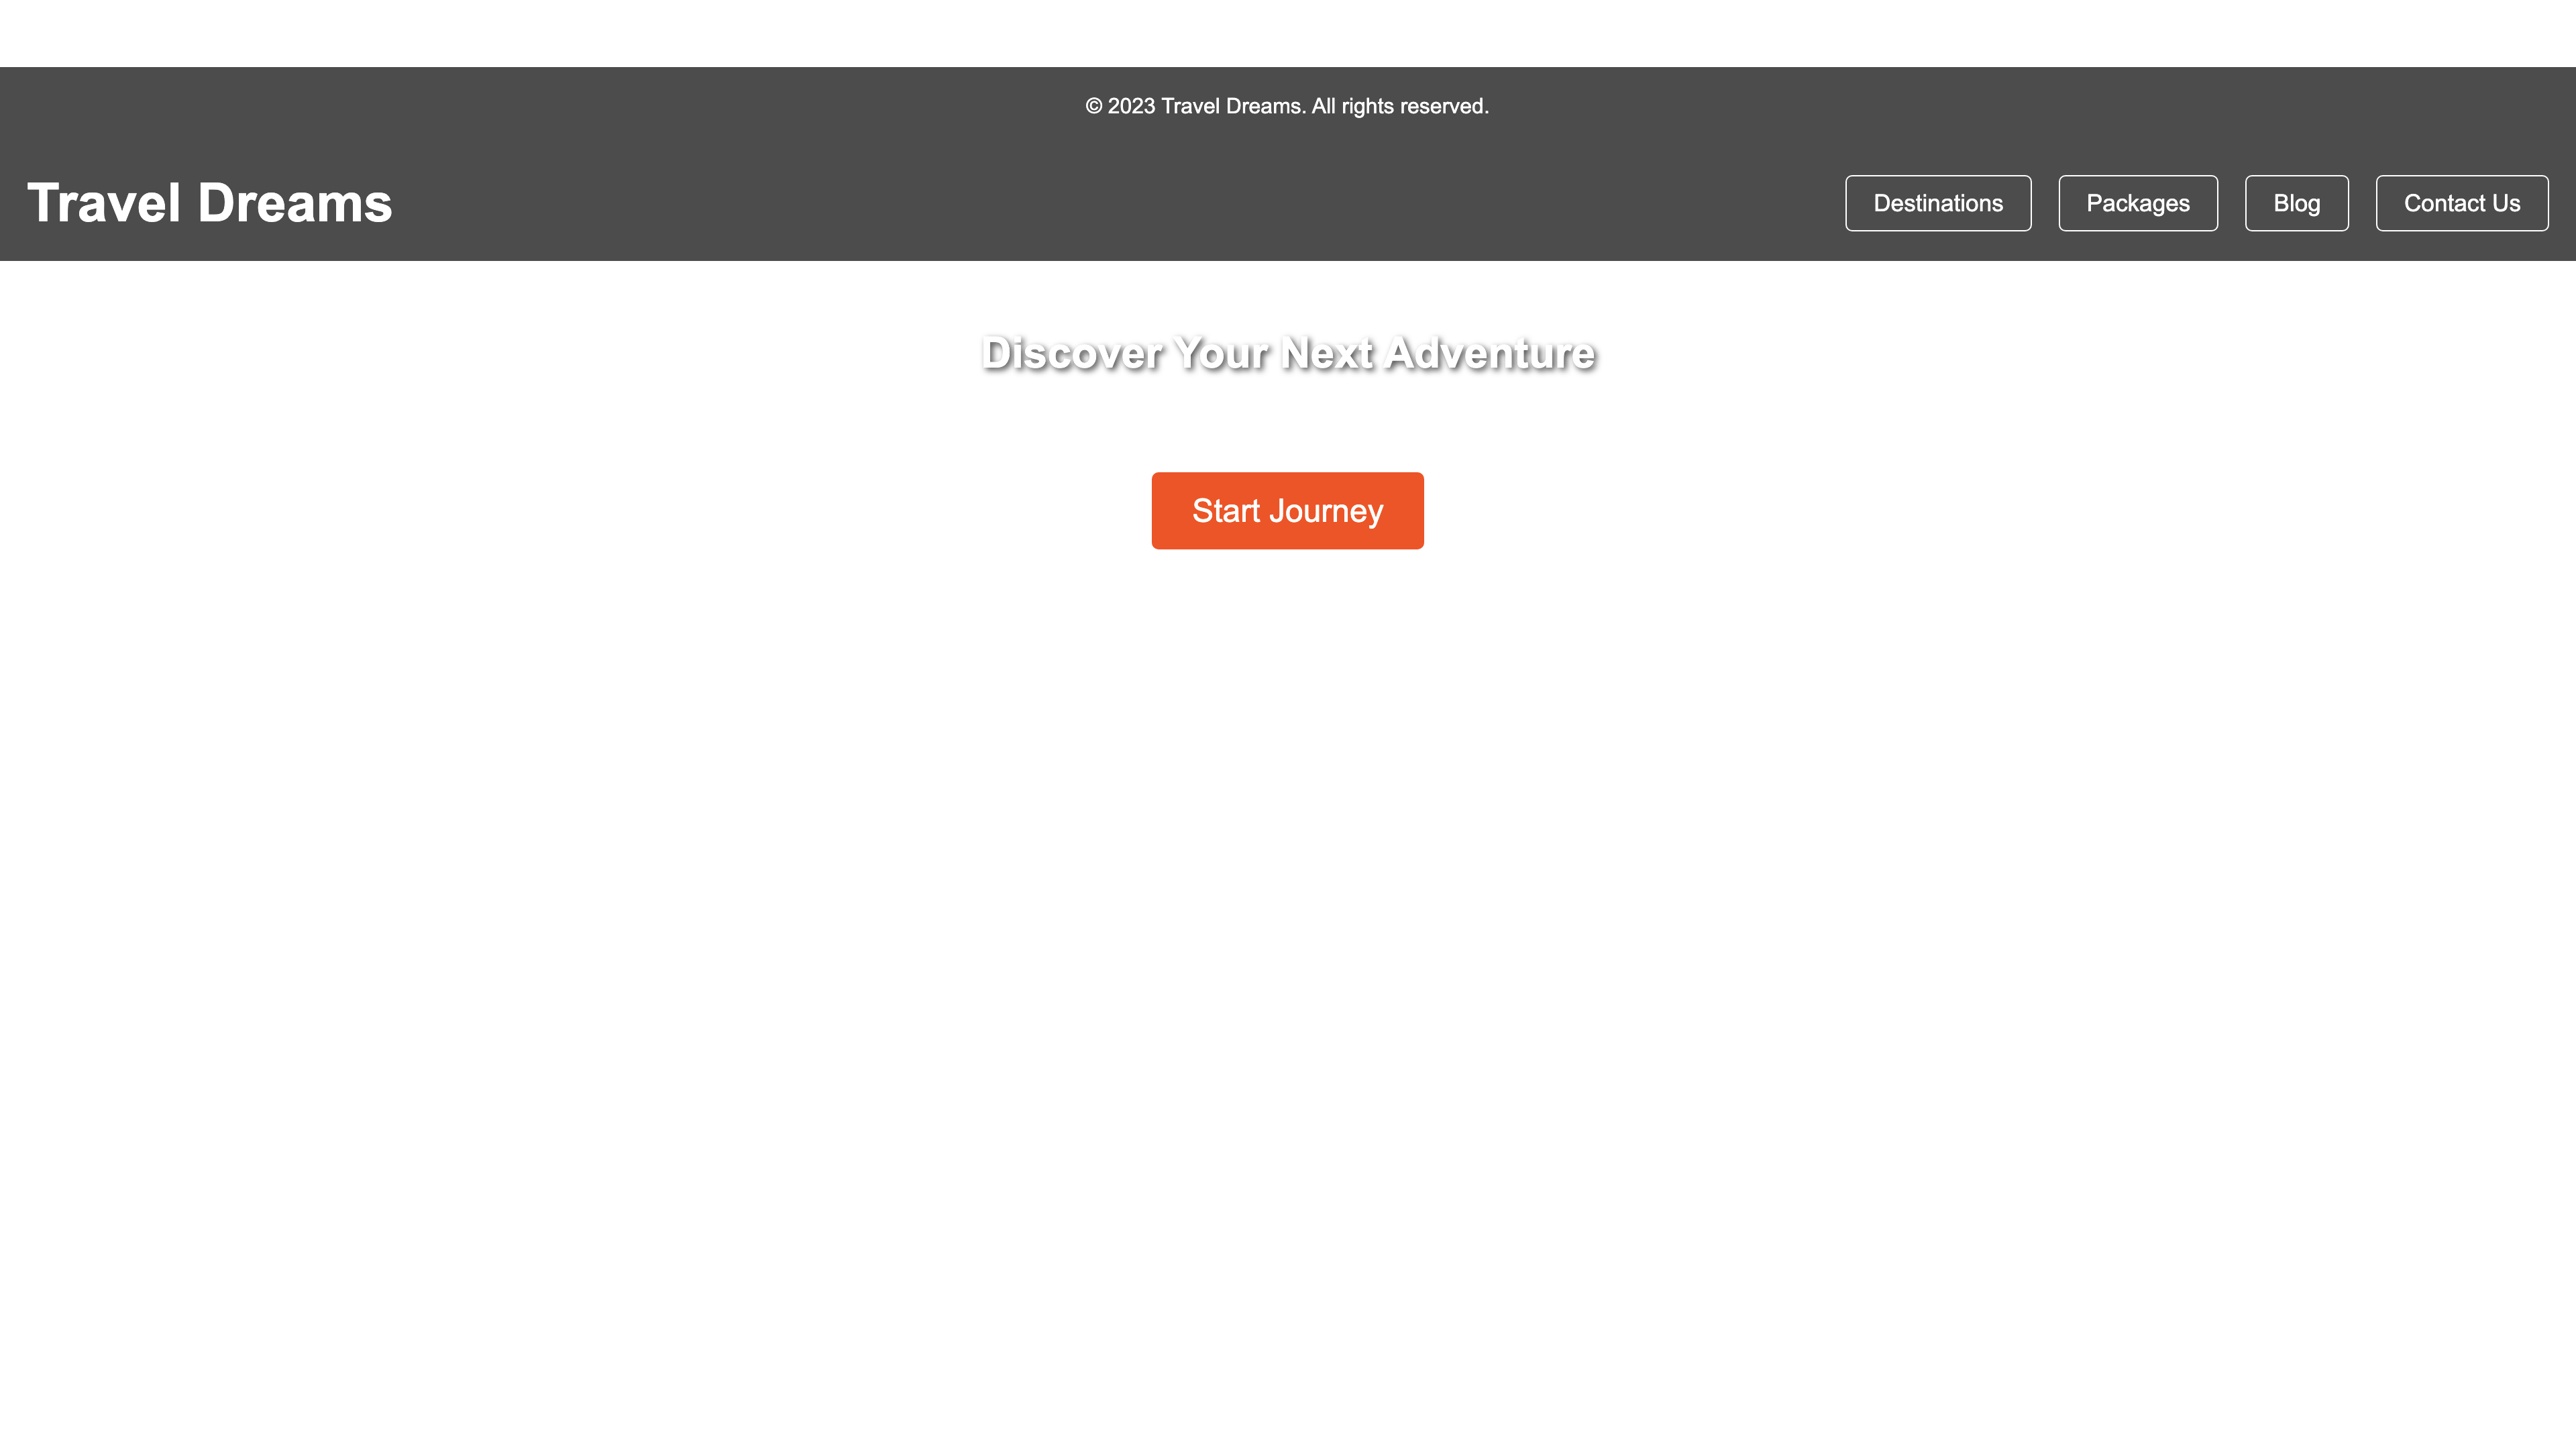 © 2023 Travel Dreams. All rights reserved.
Travel Dreams
Destinations
Packages
Blog
Contact Us
Discover Your Next Adventure
Start Journey